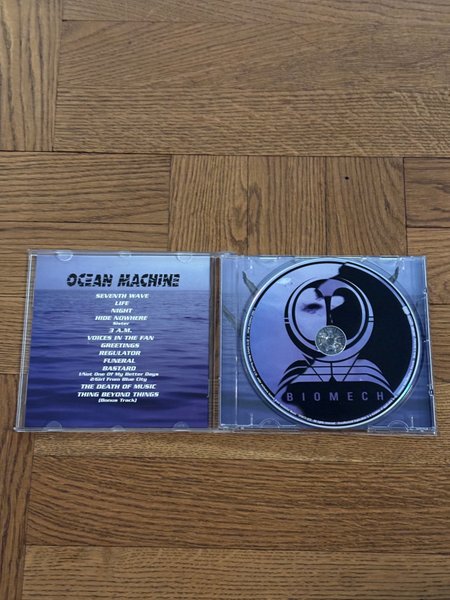 OCEAN MACHINE
SEVENTH WAVE
LIFE
NIGHT
HIDE NOWHERE
Sister
3 A.M.
VOICES IN THE FAN
GREETINGS
REGULATOR
FUNERAL
BASTARD
1/Not One Of My Better Days
2/Girl From Blue City
THE DEATH OF MUSIC
THING BEYOND THINGS
(Bonus Track)
BIOMECH